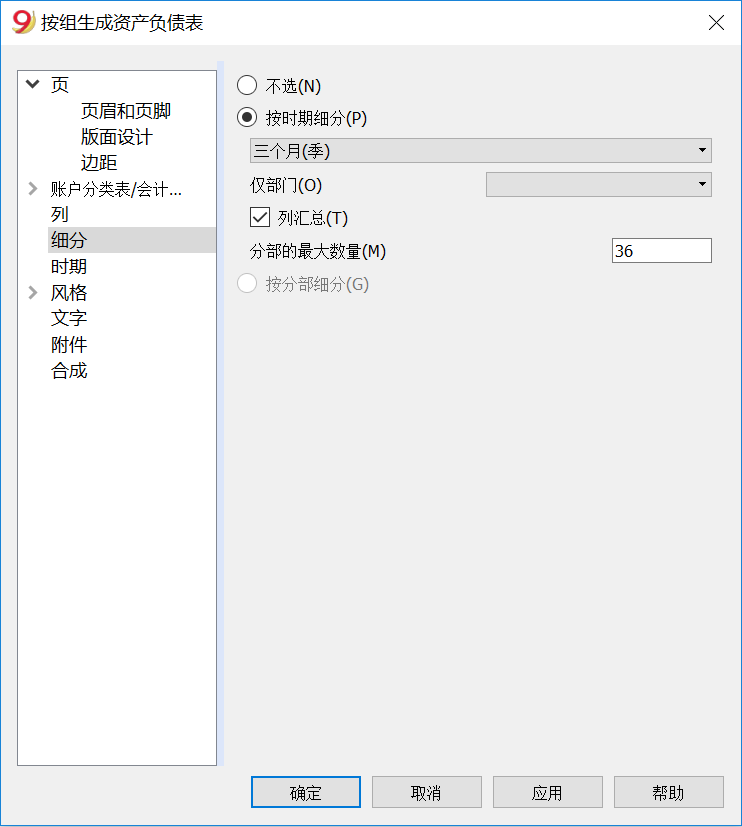 按组生成资产负债表
页
页眉和页脚
版面设计
边距
账户分类表/会计...
列
细分
时期
风格
文字
附件
合成
不选(N)
按时期细分(P)
三个月(季)
仅部门(O)
列汇总(T)
分部的最大数量(M)
36
按分部细分(G)
确定
取消
应用
帮助